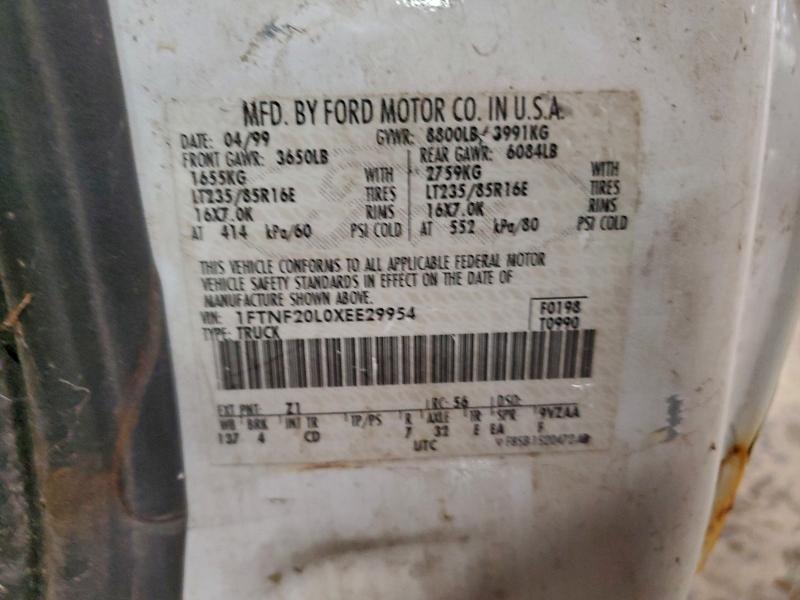 MFD. BY FORD MOTOR CO. IN U.S.A.
DATE: 04/99 GVWR: 8800LB/ 3991KG
FRONT GAWR: 3650LB REAR GAWR: 6084LB
1655KG WITH 2759KG WITH
LT235/85R16E TIRES LT235/85R16E TIRES
16X7.0K RIMS 16X7.0K RIMS
AT 414 kPa/60 PSI COLD AT 552 kPa/80 PSI COLD
THIS VEHICLE CONFORMS TO ALL APPLICABLE FEDERAL MOTOR
VEHICLE SAFETY STANDARDS IN EFFECT ON THE DATE OF
MANUFACTURE SHOWN ABOVE.
VIN: 1FTNF20L0XEE29954 F0198
TYPE: TRUCK T0990
EXT PNT: Z1 RC: 56 DSO:
WB BRK INT TR TP/PS R AXLE TR SPR 9VZAA
137 4 CD 7 32 E EA F
UTC